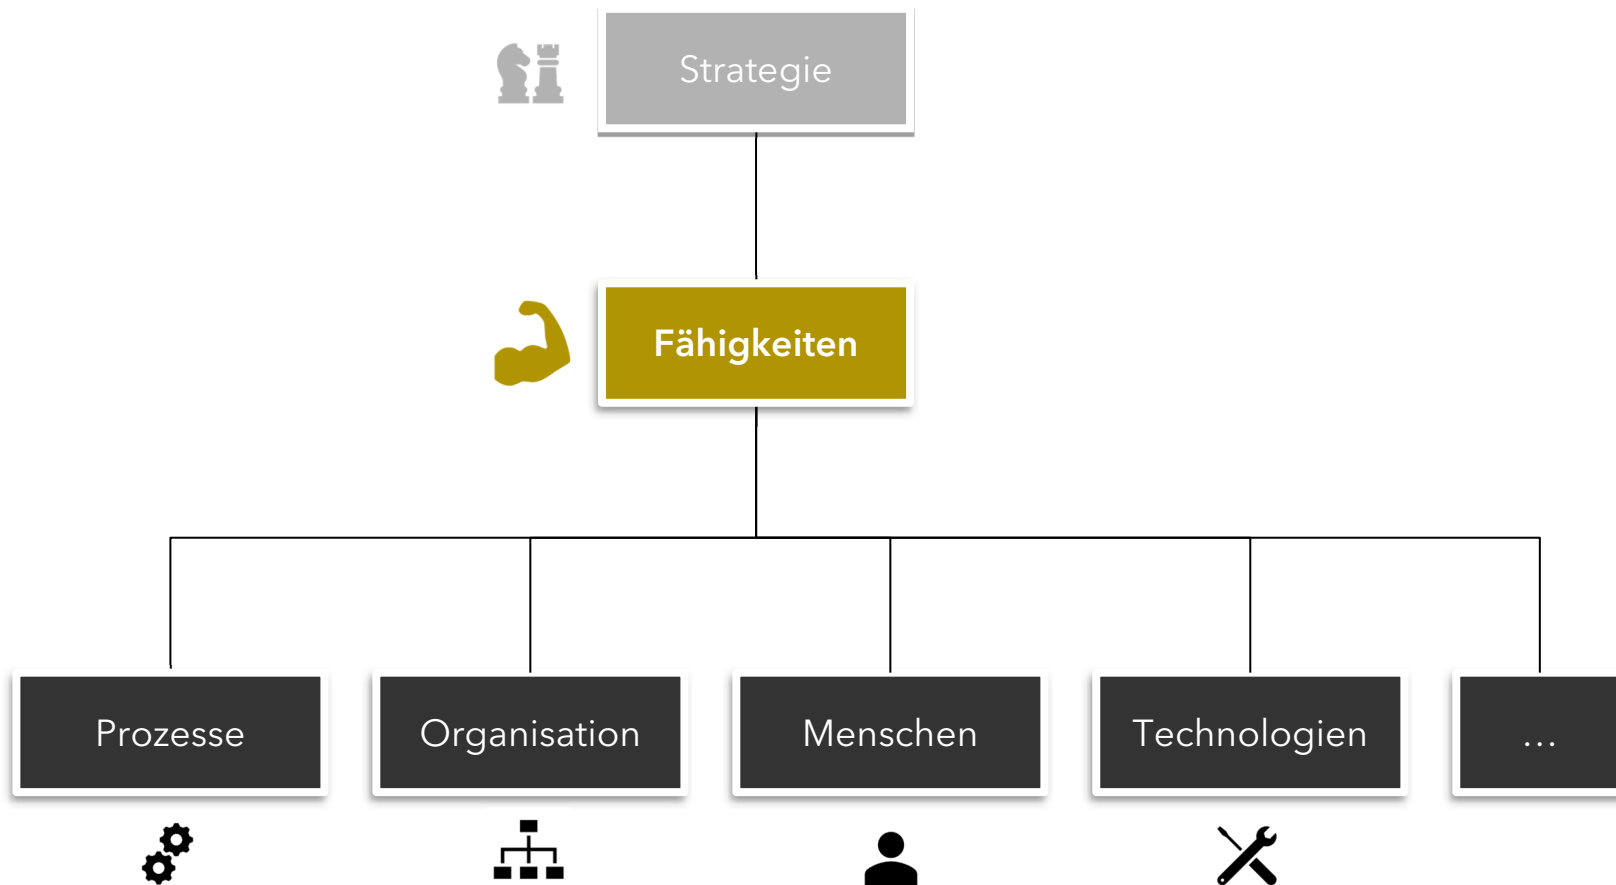 Strategie
Fähigkeiten
Prozesse
Organisation
Menschen
Technologien
...